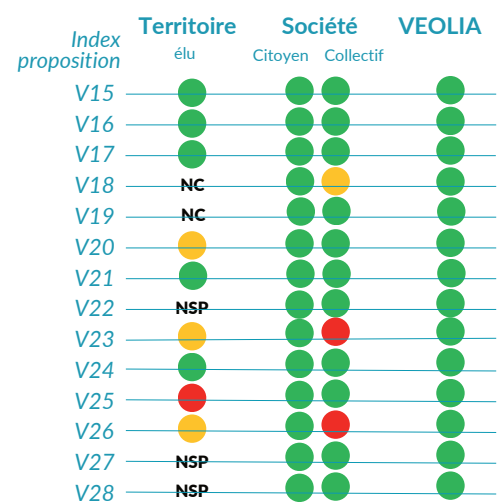 Territoire Société VEOLIA
Index proposition élu Citoyen Collectif
V15
V16
V17
V18 NC
V19 NC
V20
V21
V22 NSP
V23
V24
V25
V26
V27 NSP
V28 NSP